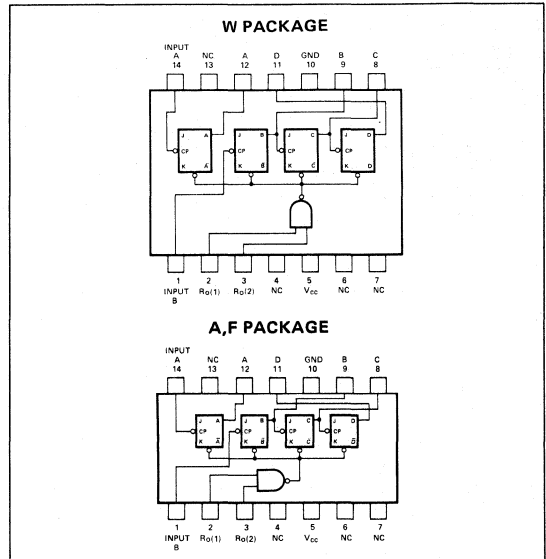 W PACKAGE
INPUT
A NC A D GND B C
14 13 12 11 10 9 8
J A J B J C J D
CP CP CP CP
K A̅ K B̅ K C̅ K D
1 2 3 4 5 6 7
INPUT R₀(1) R₀(2) NC Vcc NC NC
B
A,F PACKAGE
INPUT
A NC A D GND B C
14 13 12 11 10 9 8
J A J B J C J D
CP CP CP CP
K A̅ K B̅ K C̅ K D̅
1 2 3 4 5 6 7
INPUT R₀(1) R₀(2) NC Vcc NC NC
B